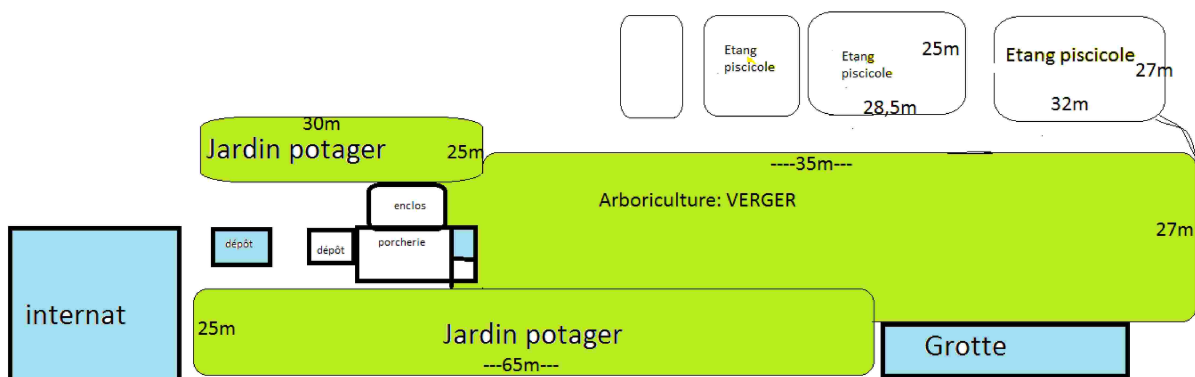 Etang
piscicole
Etang
piscicole
25m
28,5m
Etang piscicole
27m
32m
30m
Jardin potager
25m
----35m---
Arboriculture: VERGER
27m
enclos
dépôt
dépôt
porcherie
internat
25m
Jardin potager
---65m---
Grotte